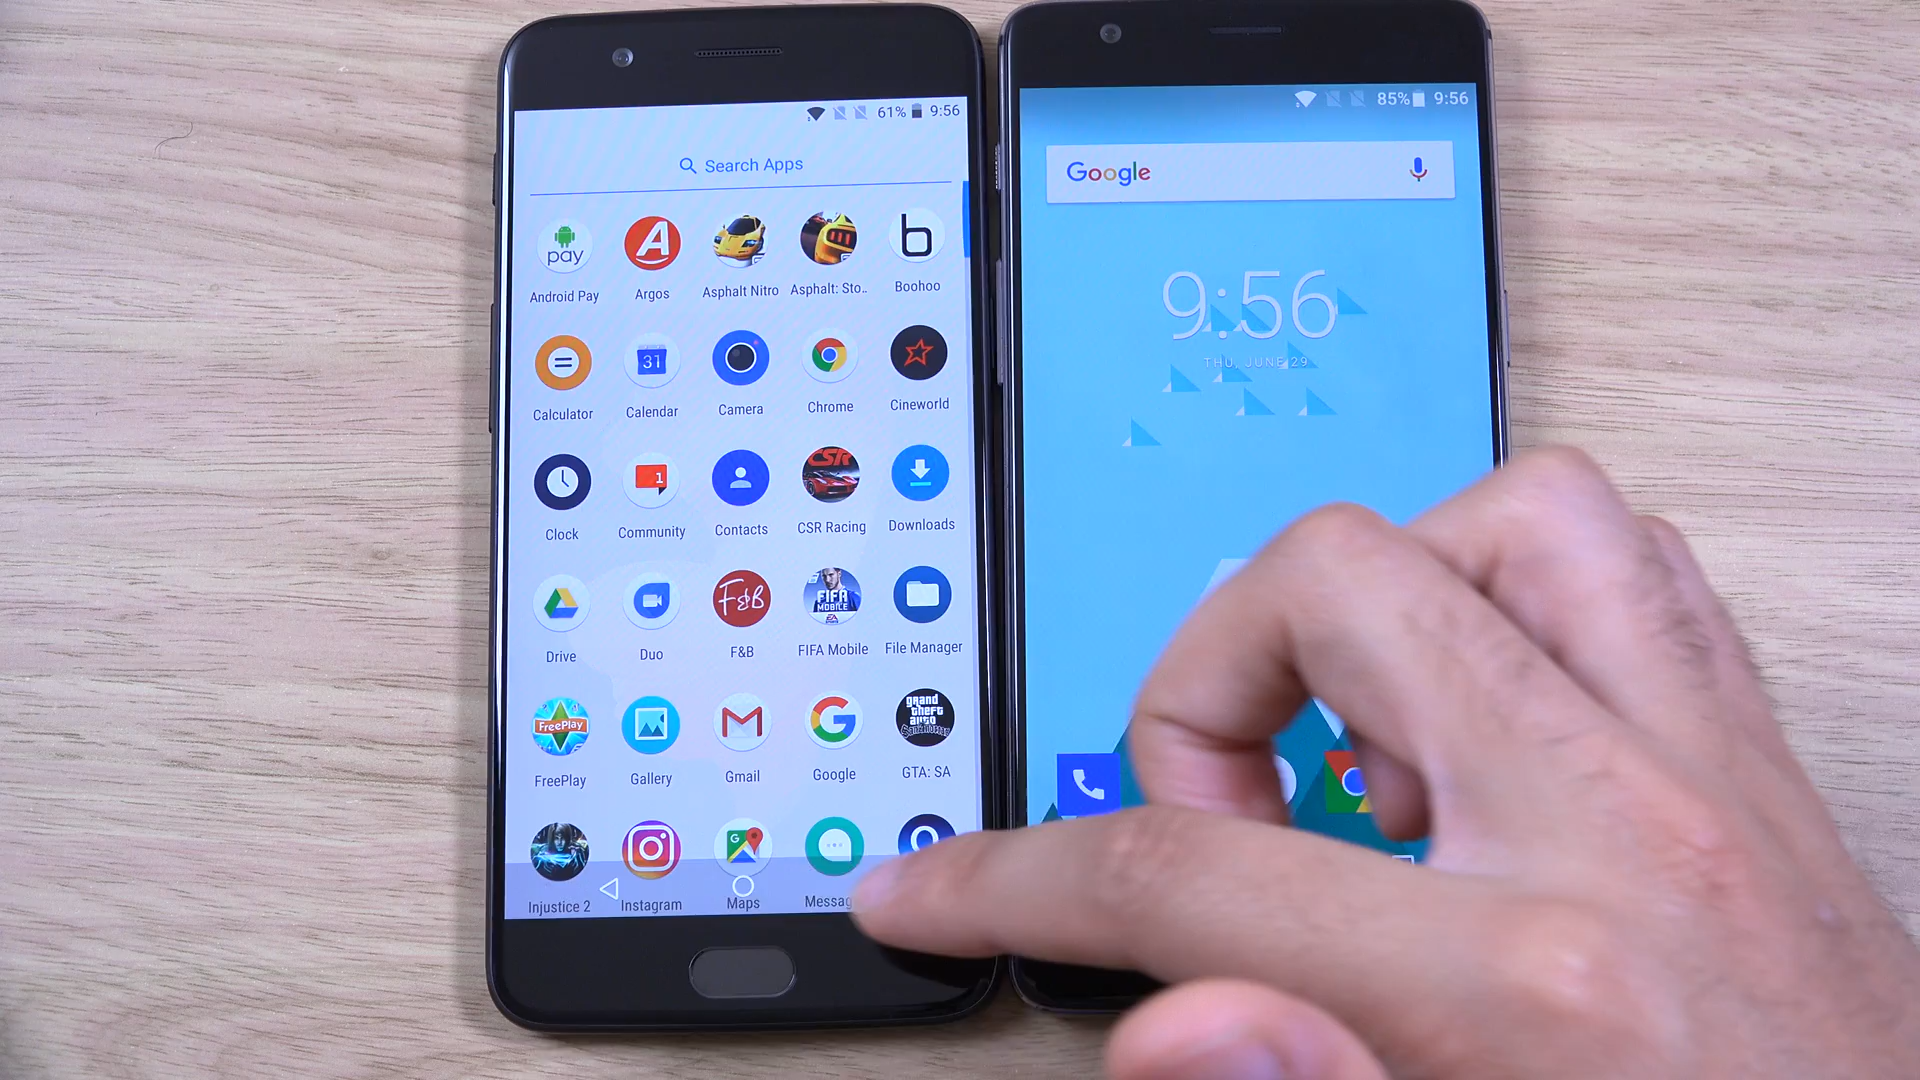 61% 9:56
Search Apps
pay
Android Pay
A
Argos
Asphalt Nitro
Asphalt: Sto..
b
Boohoo
Calculator
31
Calendar
Camera
Chrome
Cineworld
Clock
1
Community
Contacts
CSR
CSR Racing
Downloads
Drive
Duo
F&B
F&B
FIFA
MOBILE
FIFA Mobile
File Manager
FreePlay
FreePlay
Gallery
Gmail
G
Google
grand
theft
auto
GTA: SA
Injustice 2
Instagram
G
Maps
Messag
85% 9:56
Google
9:56
THU, JUNE 29